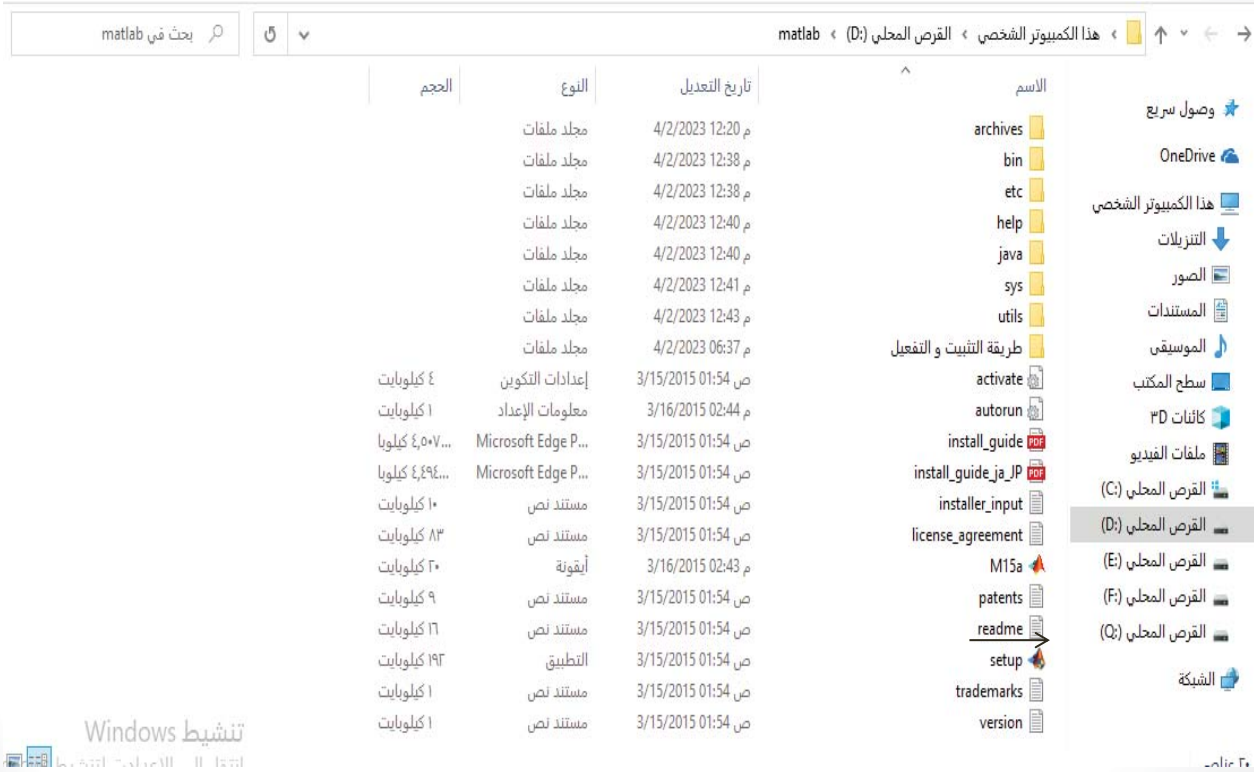 هذا الكمبيوتر الشخصي › القرص المحلي (D:) › matlab
بحث في matlab
الاسم
تاريخ التعديل
النوع
الحجم
archives م 12:20 4/2/2023 مجلد ملفات
bin م 12:38 4/2/2023 مجلد ملفات
etc م 12:38 4/2/2023 مجلد ملفات
help م 12:40 4/2/2023 مجلد ملفات
java م 12:40 4/2/2023 مجلد ملفات
sys م 12:41 4/2/2023 مجلد ملفات
utils م 12:43 4/2/2023 مجلد ملفات
طريقة التثبيت و التفعيل م 06:37 4/2/2023 مجلد ملفات
activate ص 01:54 3/15/2015 إعدادات التكوين ٤ كيلوبايت
autorun م 02:44 3/16/2015 معلومات الإعداد ١ كيلوبايت
install_guide ص 01:54 3/15/2015 Microsoft Edge P... ٤,٥٠٧ كيلوبا...
install_guide_ja_JP ص 01:54 3/15/2015 Microsoft Edge P... ٤,٤٩٤ كيلوبا...
installer_input ص 01:54 3/15/2015 مستند نص ١٠ كيلوبايت
license_agreement ص 01:54 3/15/2015 مستند نص ٨٣ كيلوبايت
M15a م 02:43 3/16/2015 أيقونة ٢٠ كيلوبايت
patents ص 01:54 3/15/2015 مستند نص ٩ كيلوبايت
readme ص 01:54 3/15/2015 مستند نص ١٦ كيلوبايت
setup ص 01:54 3/15/2015 التطبيق ١٩٢ كيلوبايت
trademarks ص 01:54 3/15/2015 مستند نص ١ كيلوبايت
version ص 01:54 3/15/2015 مستند نص ١ كيلوبايت
وصول سريع
OneDrive
هذا الكمبيوتر الشخصي
التنزيلات
الصور
المستندات
الموسيقى
سطح المكتب
كائنات ٣D
ملفات الفيديو
القرص المحلي (C:)
القرص المحلي (D:)
القرص المحلي (E:)
القرص المحلي (F:)
القرص المحلي (Q:)
الشبكة
تنشيط Windows